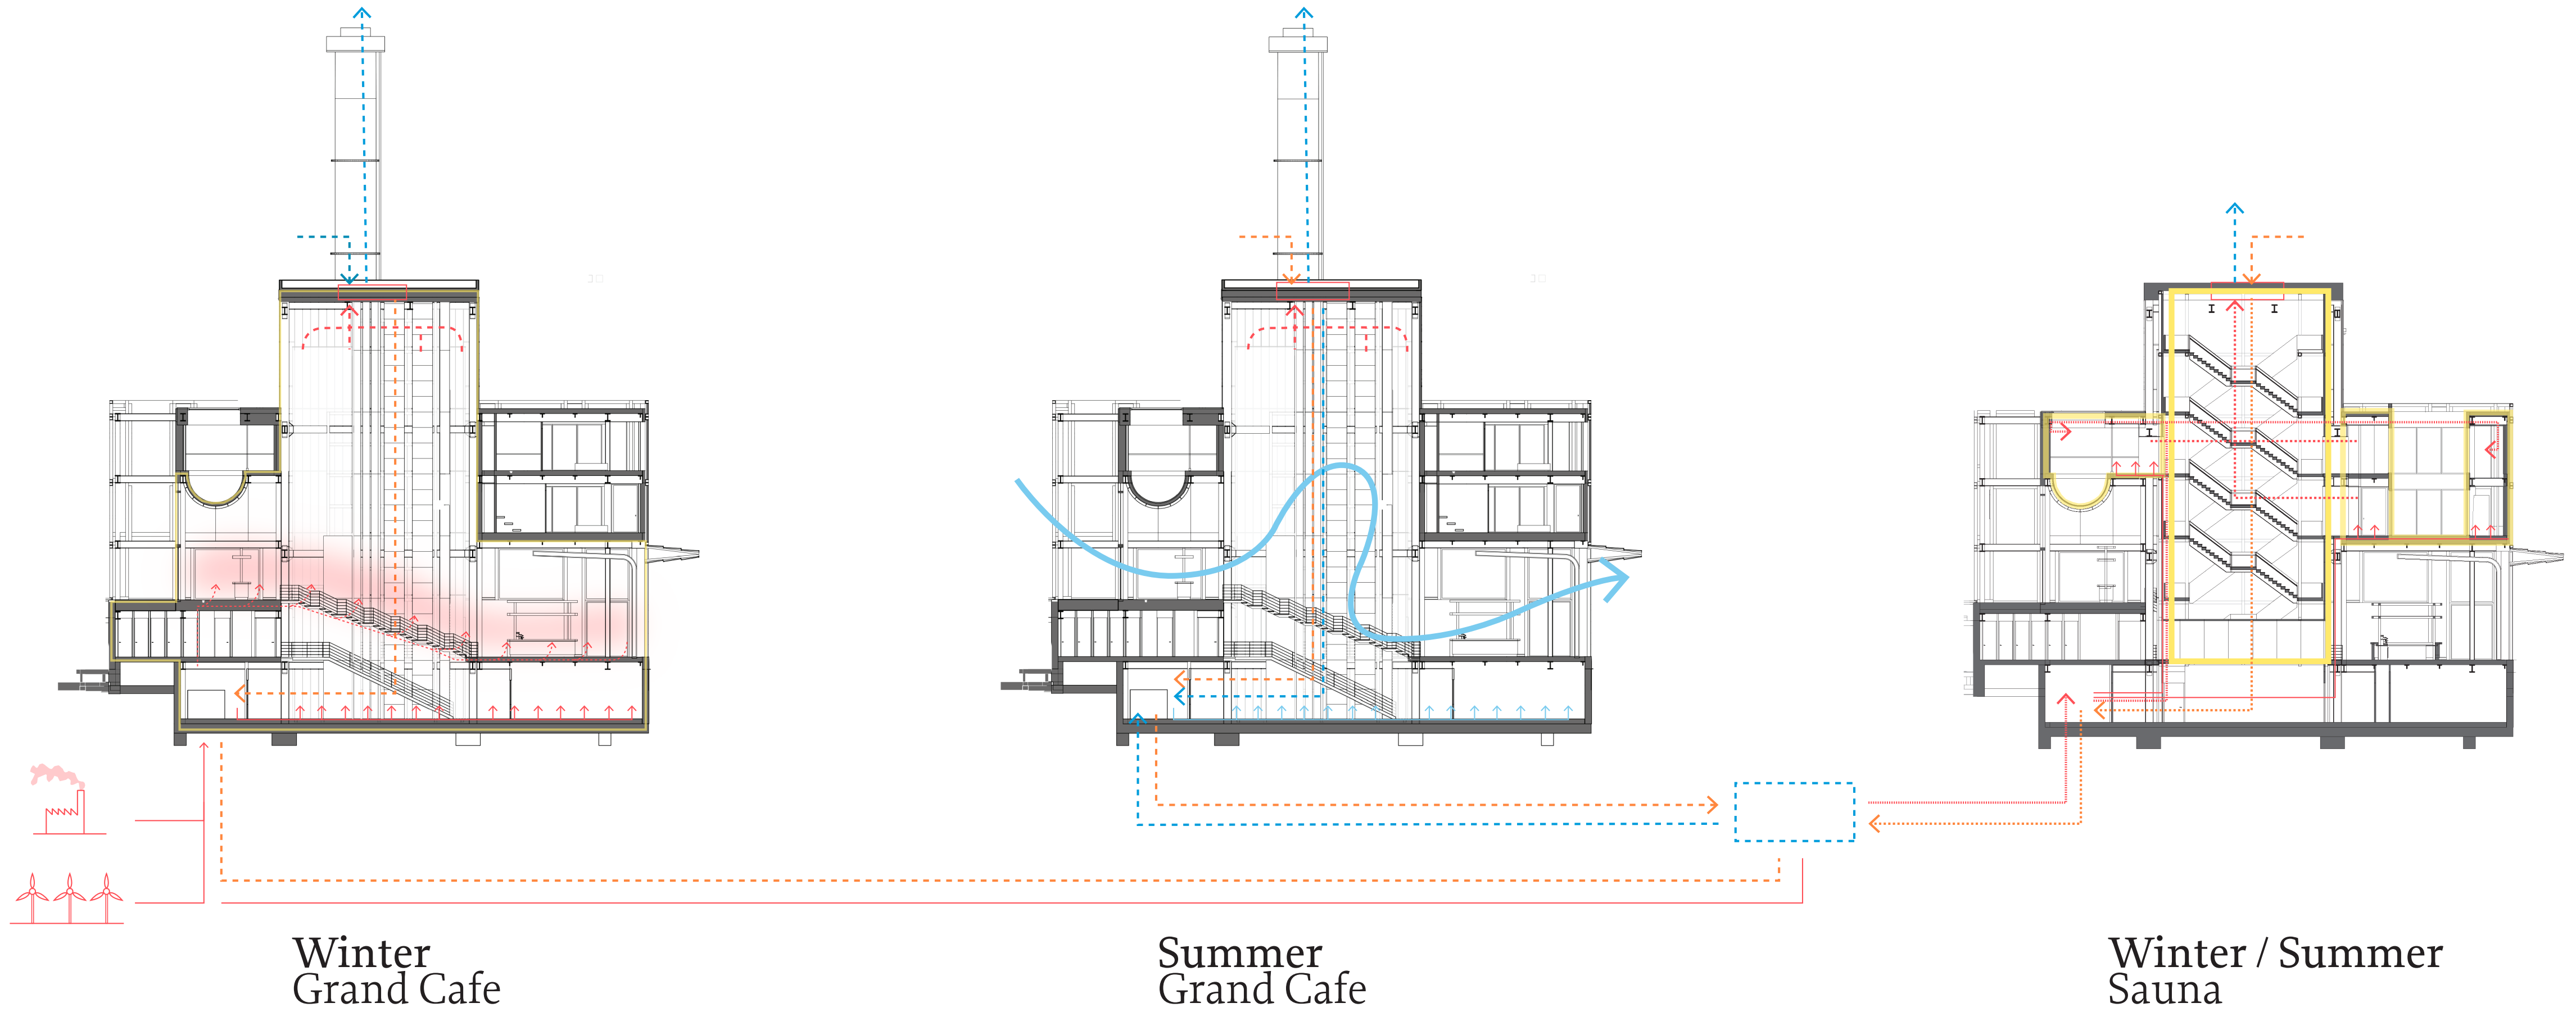 Winter
Grand Cafe
Summer
Grand Cafe
Winter / Summer
Sauna